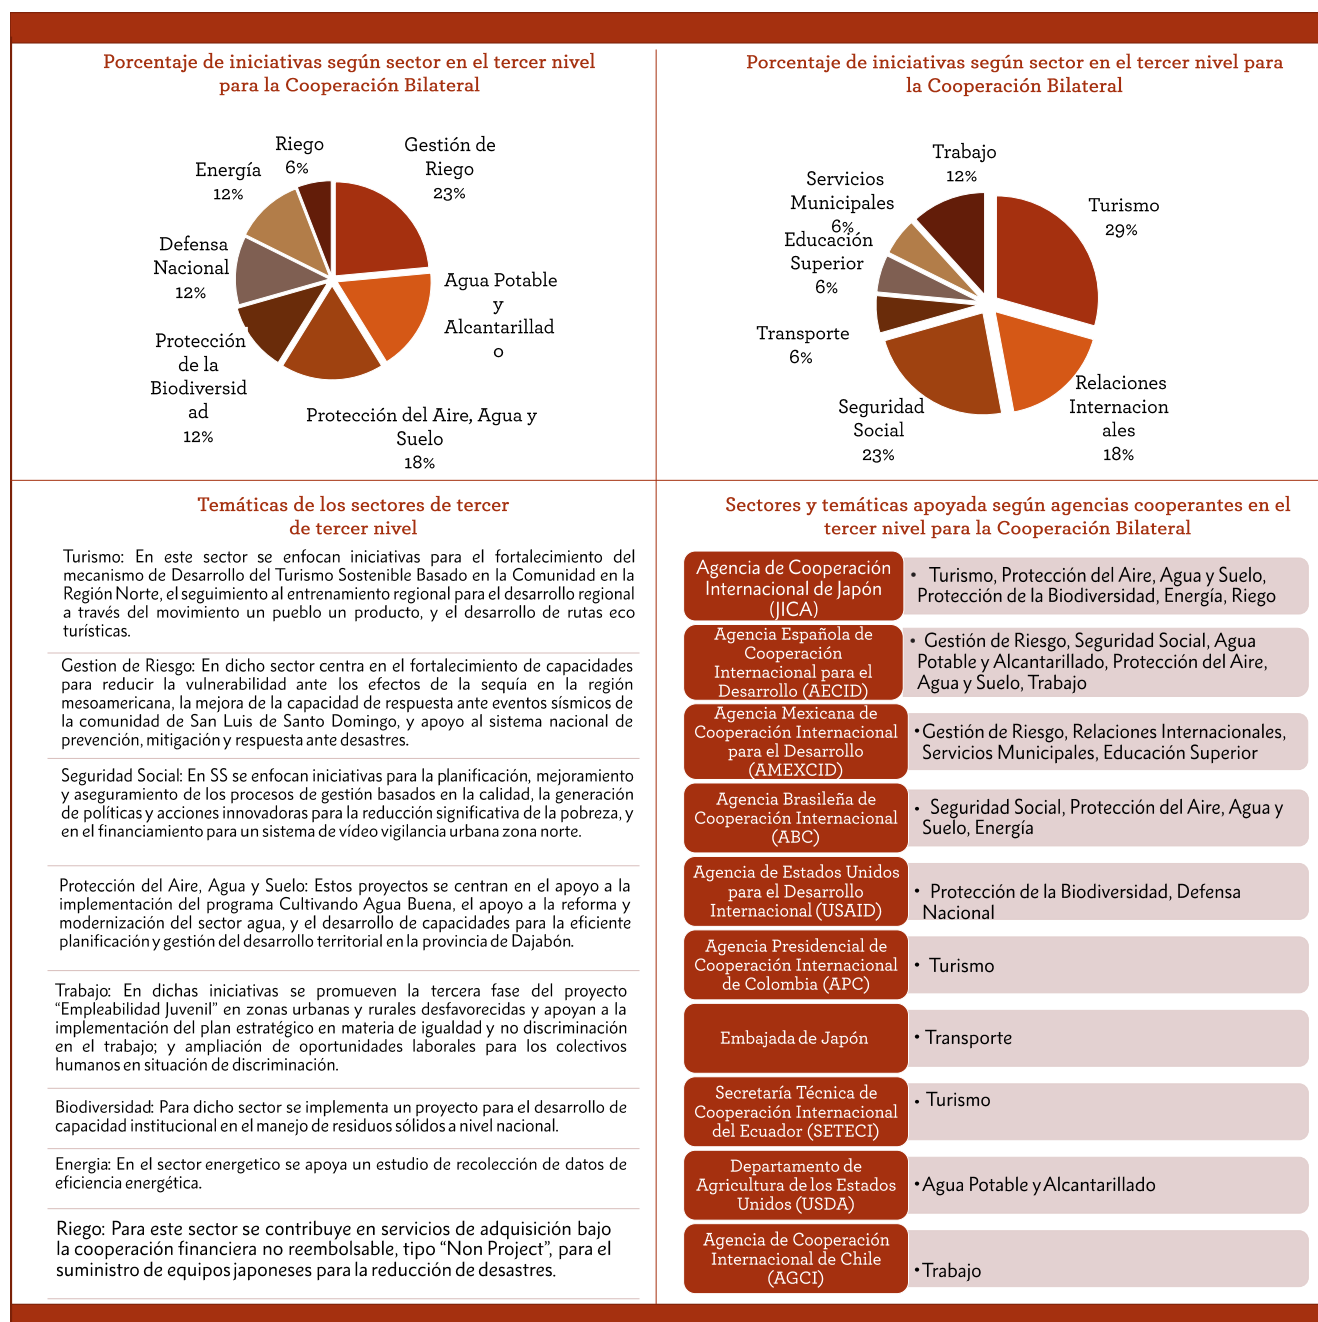 Porcentaje de iniciativas según sector en el tercer nivel
para la Cooperación Bilateral
Riego
6%
Gestión de
Riego
23%
Energía
12%
Defensa
Nacional
12%
Agua Potable
y
Alcantarillad
o
Protección
de la
Biodiversid
ad
12%
Protección del Aire, Agua y
Suelo
18%
Porcentaje de iniciativas según sector en el tercer nivel para
la Cooperación Bilateral
Trabajo
12%
Servicios
Municipales
6%
Turismo
29%
Educación
Superior
6%
Transporte
6%
Relaciones
Internacion
ales
18%
Seguridad
Social
23%
Temáticas de los sectores de tercer
de tercer nivel
Turismo: En este sector se enfocan iniciativas para el fortalecimiento del
mecanismo de Desarrollo del Turismo Sostenible Basado en la Comunidad en la
Región Norte, el seguimiento al entrenamiento regional para el desarrollo regional
a través del movimiento un pueblo un producto, y el desarrollo de rutas eco
turísticas.
Gestion de Riesgo: En dicho sector centra en el fortalecimiento de capacidades
para reducir la vulnerabilidad ante los efectos de la sequía en la región
mesoamericana, la mejora de la capacidad de respuesta ante eventos sísmicos de
la comunidad de San Luis de Santo Domingo, y apoyo al sistema nacional de
prevención, mitigación y respuesta ante desastres.
Seguridad Social: En SS se enfocan iniciativas para la planificación, mejoramiento
y aseguramiento de los procesos de gestión basados en la calidad, la generación
de políticas y acciones innovadoras para la reducción significativa de la pobreza, y
en el financiamiento para un sistema de vídeo vigilancia urbana zona norte.
Protección del Aire, Agua y Suelo: Estos proyectos se centran en el apoyo a la
implementación del programa Cultivando Agua Buena, el apoyo a la reforma y
modernización del sector agua, y el desarrollo de capacidades para la eficiente
planificación y gestión del desarrollo territorial en la provincia de Dajabón.
Trabajo: En dichas iniciativas se promueven la tercera fase del proyecto
“Empleabilidad Juvenil” en zonas urbanas y rurales desfavorecidas y apoyan a la
implementación del plan estratégico en materia de igualdad y no discriminación
en el trabajo; y ampliación de oportunidades laborales para los colectivos
humanos en situación de discriminación.
Biodiversidad: Para dicho sector se implementa un proyecto para el desarrollo de
capacidad institucional en el manejo de residuos sólidos a nivel nacional.
Energia: En el sector energetico se apoya un estudio de recolección de datos de
eficiencia energética.
Riego: Para este sector se contribuye en servicios de adquisición bajo
la cooperación financiera no reembolsable, tipo “Non Project”, para el
suministro de equipos japoneses para la reducción de desastres.
Sectores y temáticas apoyada según agencias cooperantes en el
tercer nivel para la Cooperación Bilateral
Agencia de Cooperación
Internacional de Japón
(JICA)
• Turismo, Protección del Aire, Agua y Suelo,
Protección de la Biodiversidad, Energía, Riego
Agencia Española de
Cooperación
Internacional para el
Desarrollo (AECID)
• Gestión de Riesgo, Seguridad Social, Agua
Potable y Alcantarillado, Protección del Aire,
Agua y Suelo, Trabajo
Agencia Mexicana de
Cooperación Internacional
para el Desarrollo
(AMEXCID)
•Gestión de Riesgo, Relaciones Internacionales,
Servicios Municipales, Educación Superior
Agencia Brasileña de
Cooperación Internacional
(ABC)
• Seguridad Social, Protección del Aire, Agua y
Suelo, Energía
Agencia de Estados Unidos
para el Desarrollo
Internacional (USAID)
• Protección de la Biodiversidad, Defensa
Nacional
Agencia Presidencial de
Cooperación Internacional
de Colombia (APC)
• Turismo
Embajada de Japón
• Transporte
Secretaría Técnica de
Cooperación Internacional
del Ecuador (SETECI)
• Turismo
Departamento de
Agricultura de los Estados
Unidos (USDA)
•Agua Potable y Alcantarillado
Agencia de Cooperación
Internacional de Chile
(AGCI)
•Trabajo